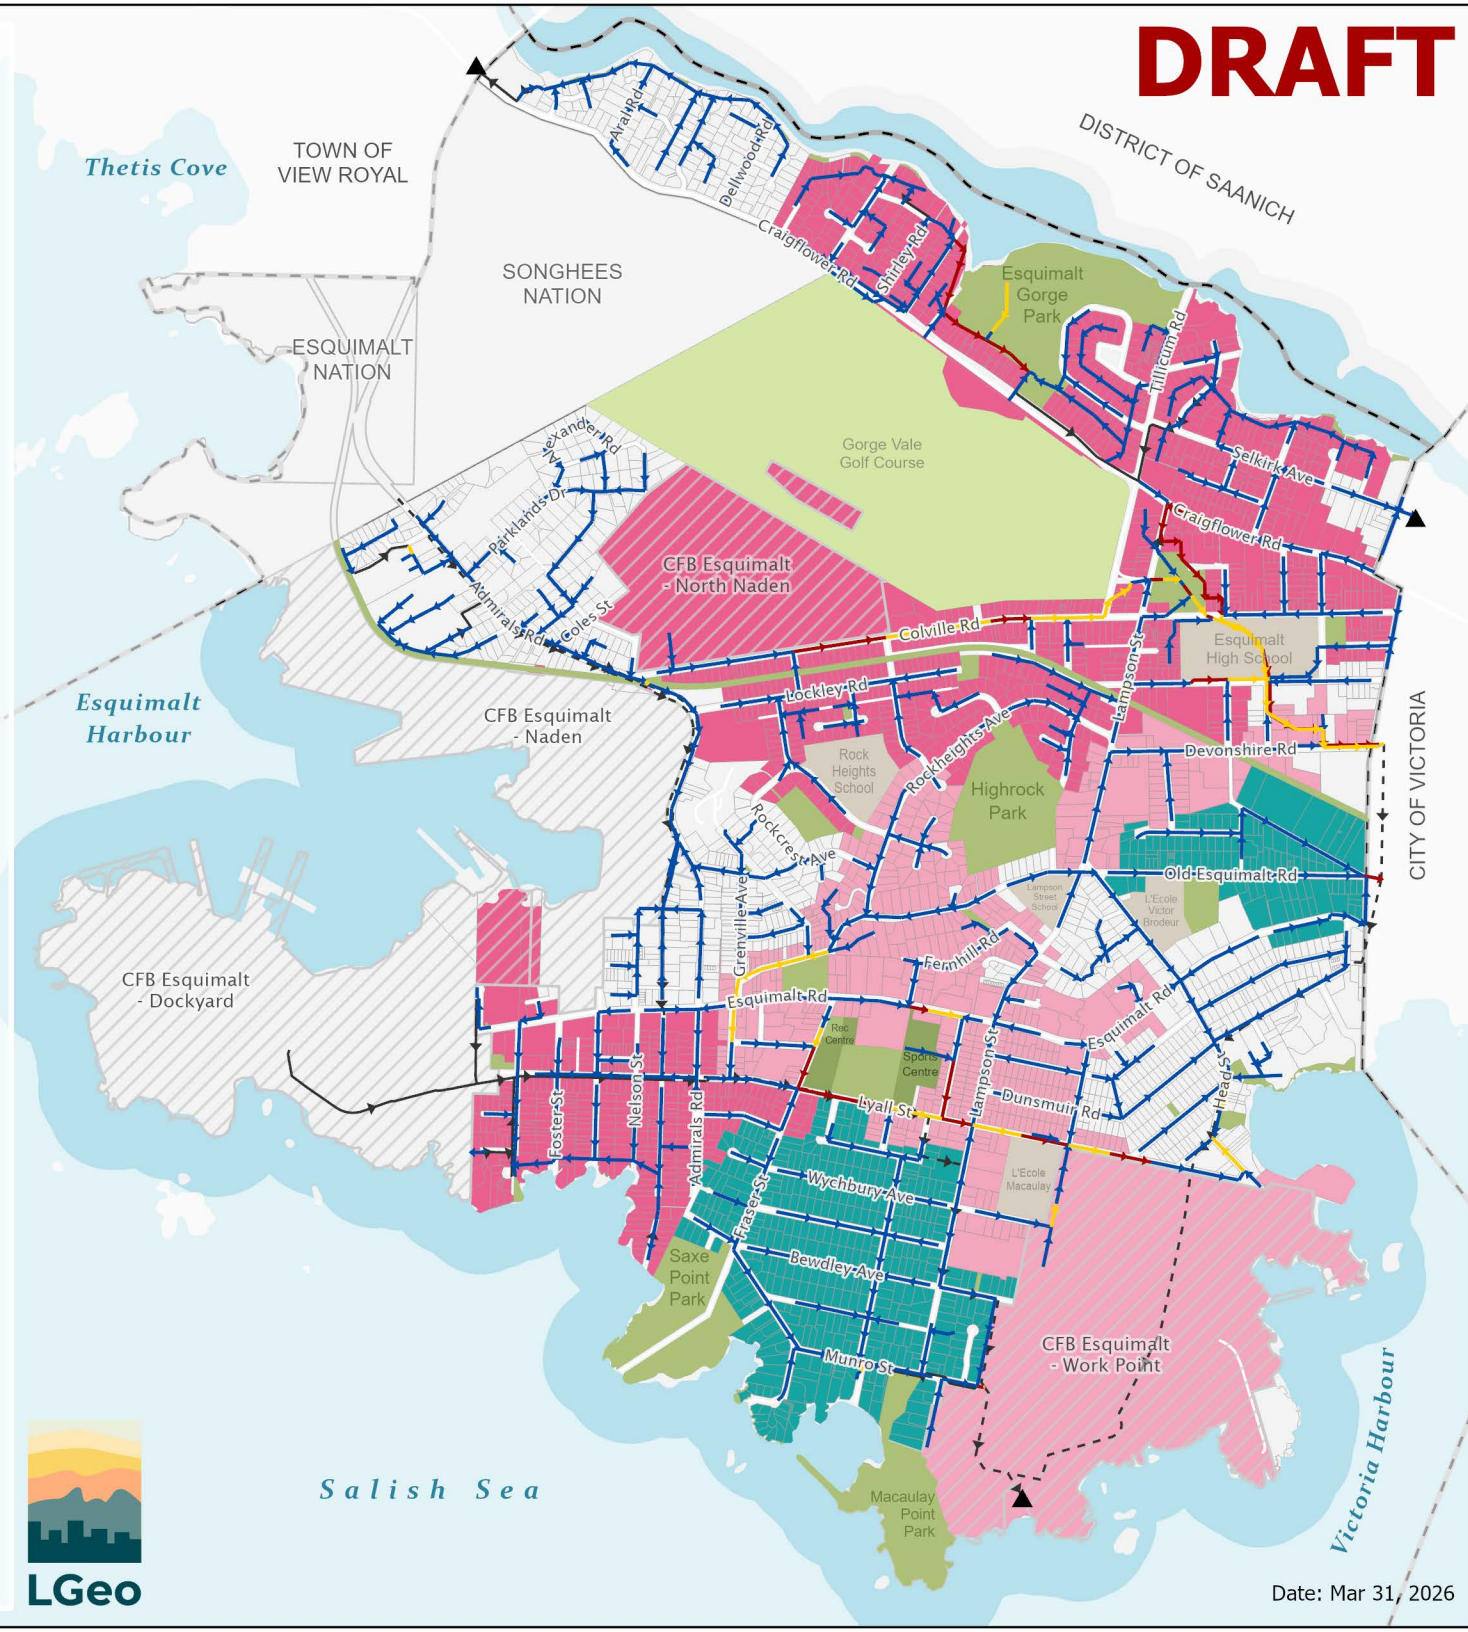 DRAFT
DISTRICT OF SAANICH
Thetis Cove
TOWN OF
VIEW ROYAL
Aral Rd
Dellwood Rd
Craigflower Rd
Shirley Rd
SONGHEES
NATION
Esquimalt
Gorge
Park
ESQUIMALT
NATION
Tillicum Rd
Alexander Rd
Gorge Vale
Golf Course
Selkirk Ave
Parklands Dr
Craigflower Rd
CFB Esquimalt
- North Naden
Admirals Rd
Coles St
Colville Rd
Esquimalt
High School
Lampson St
Esquimalt
Harbour
CFB Esquimalt
- Naden
Lockley Rd
Rockheights Ave
Devonshire Rd
CITY OF VICTORIA
Rock
Heights
School
Highrock
Park
Rockcrest Ave
Old Esquimalt Rd
Lampson
Street
School
L'Ecole
Victor
Brodeur
Grenville Ave
Fernhill Rd
CFB Esquimalt
- Dockyard
Esquimalt Rd
Esquimalt Rd
Rec
Centre
Sports
Centre
Lampson St
Nelson St
Foster St
Admirals Rd
Lyall St
Dunsmuir Rd
Head St
L'Ecole
Macaulay
Wychbury Ave
Fraser St
Saxe
Point
Park
Bewdley Ave
Munro St
CFB Esquimalt
- Work Point
Victoria Harbour
Salish Sea
Macaulay
Point
Park
LGeo
Date: Mar 31, 2026